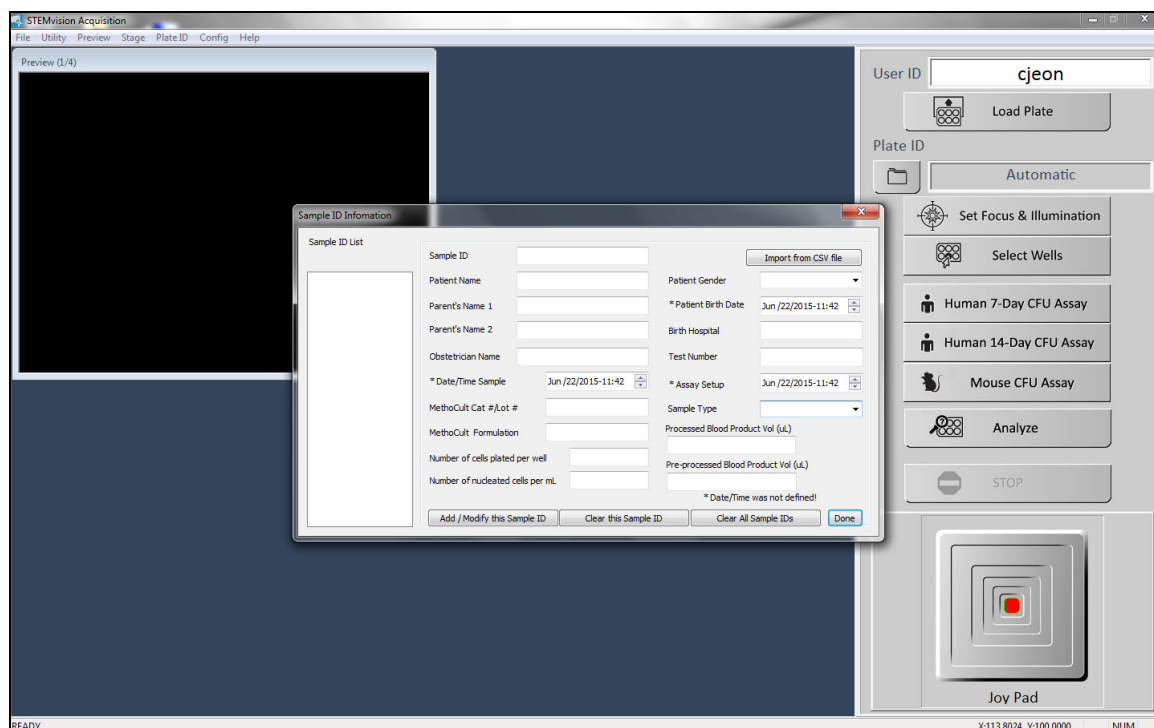 STEMvision Acquisition
File Utility Preview Stage Plate ID Config Help
Preview (1/4)
User ID cjeon
Load Plate
Plate ID
Automatic
Set Focus & Illumination
Select Wells
Human 7-Day CFU Assay
Human 14-Day CFU Assay
Mouse CFU Assay
Analyze
STOP
Joy Pad
Sample ID Infomation
Sample ID List
Sample ID
Import from CSV file
Patient Name
Patient Gender
Parent's Name 1
* Patient Birth Date Jun /22/2015-11:42
Parent's Name 2
Birth Hospital
Obstetrician Name
Test Number
* Date/Time Sample Jun /22/2015-11:42
* Assay Setup Jun /22/2015-11:42
MethoCult Cat #/Lot #
Sample Type
MethoCult Formulation
Processed Blood Product Vol (uL)
Number of cells plated per well
Pre-processed Blood Product Vol (uL)
Number of nucleated cells per mL
* Date/Time was not defined!
Add / Modify this Sample ID Clear this Sample ID Clear All Sample IDs Done
READY X:113.8024 Y:100.0000 NUM